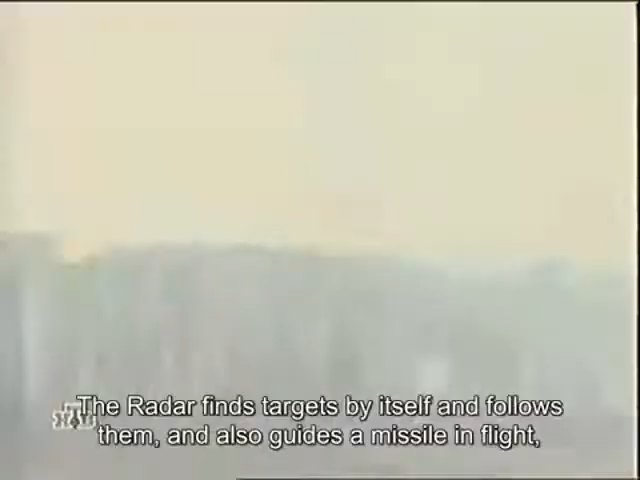 The Radar finds targets by itself and follows
them, and also guides a missile in flight,